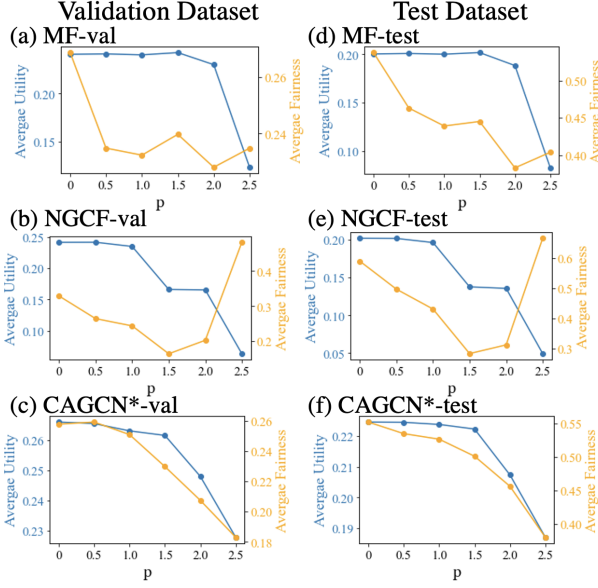 Validation Dataset
Test Dataset
(a) MF-val
Avergae Utility
0.20
0.15
0.26
0.24
Avergae Fairness
0 0.5 1.0 1.5 2.0 2.5
p
(d) MF-test
Avergae Utility
0.20
0.15
0.10
0.50
0.45
0.40
Avergae Fairness
0 0.5 1.0 1.5 2.0 2.5
p
(b) NGCF-val
Avergae Utility
0.25
0.20
0.15
0.10
0.4
0.3
0.2
Avergae Fairness
0 0.5 1.0 1.5 2.0 2.5
p
(e) NGCF-test
Avergae Utility
0.20
0.15
0.10
0.05
0.6
0.5
0.4
0.3
Avergae Fairness
0 0.5 1.0 1.5 2.0 2.5
p
(c) CAGCN*-val
Avergae Utility
0.26
0.25
0.24
0.23
0.26
0.24
0.22
0.20
0.18
Avergae Fairness
0 0.5 1.0 1.5 2.0 2.5
p
(f) CAGCN*-test
Avergae Utility
0.22
0.21
0.20
0.19
0.55
0.50
0.45
0.40
Avergae Fairness
0 0.5 1.0 1.5 2.0 2.5
p